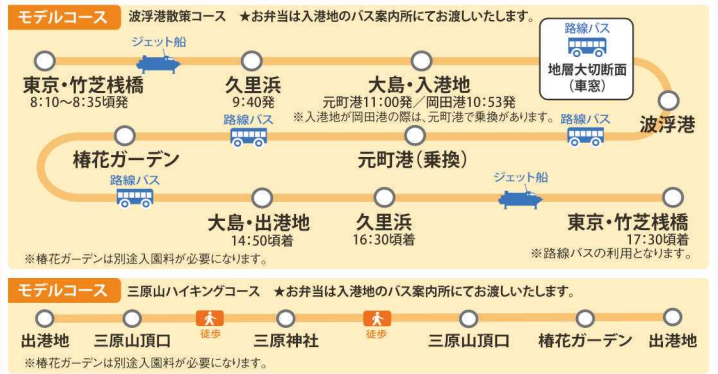 モデルコース 波浮港散策コース ★お弁当は入港地のバス案内所にてお渡しいたします。
ジェット船
路線バス
地層大切断面
（車窓）
東京・竹芝桟橋
8：10～8：35頃発
久里浜
9：40発
大島・入港地
元町港11：00発／岡田港10：53発
※入港地が岡田港の際は、元町港で乗換があります。
波浮港
路線バス
路線バス
椿花ガーデン
元町港（乗換）
路線バス
ジェット船
大島・出港地
14：50頃着
久里浜
16：30頃着
東京・竹芝桟橋
17：30頃着
※椿花ガーデンは別途入園料が必要になります。
※路線バスの利用となります。
モデルコース 三原山ハイキングコース ★お弁当は入港地のバス案内所にてお渡しいたします。
出港地
三原山頂口
徒歩
三原神社
徒歩
三原山頂口
椿花ガーデン
出港地
※椿花ガーデンは別途入園料が必要になります。